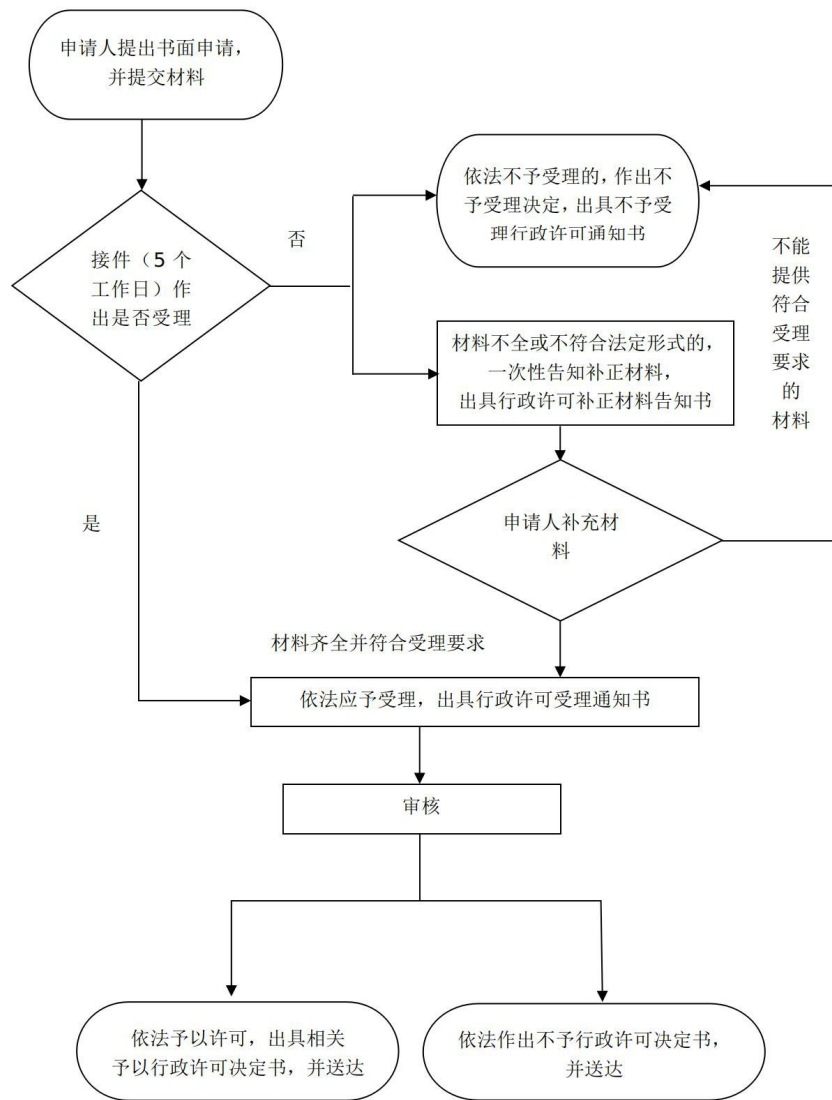 申请人提出书面申请，
并提交材料
依法不予受理的，作出不
予受理决定，出具不予受
理行政许可通知书
否
接件（5 个
工作日）作
出是否受理
不能
提供
符合
受理
要求
的
材料
材料不全或不符合法定形式的，
一次性告知补正材料，
出具行政许可补正材料告知书
是
申请人补充材
料
材料齐全并符合受理要求
依法应予受理，出具行政许可受理通知书
审核
依法予以许可，出具相关
予以行政许可决定书，并送达
依法作出不予行政许可决定书，
并送达